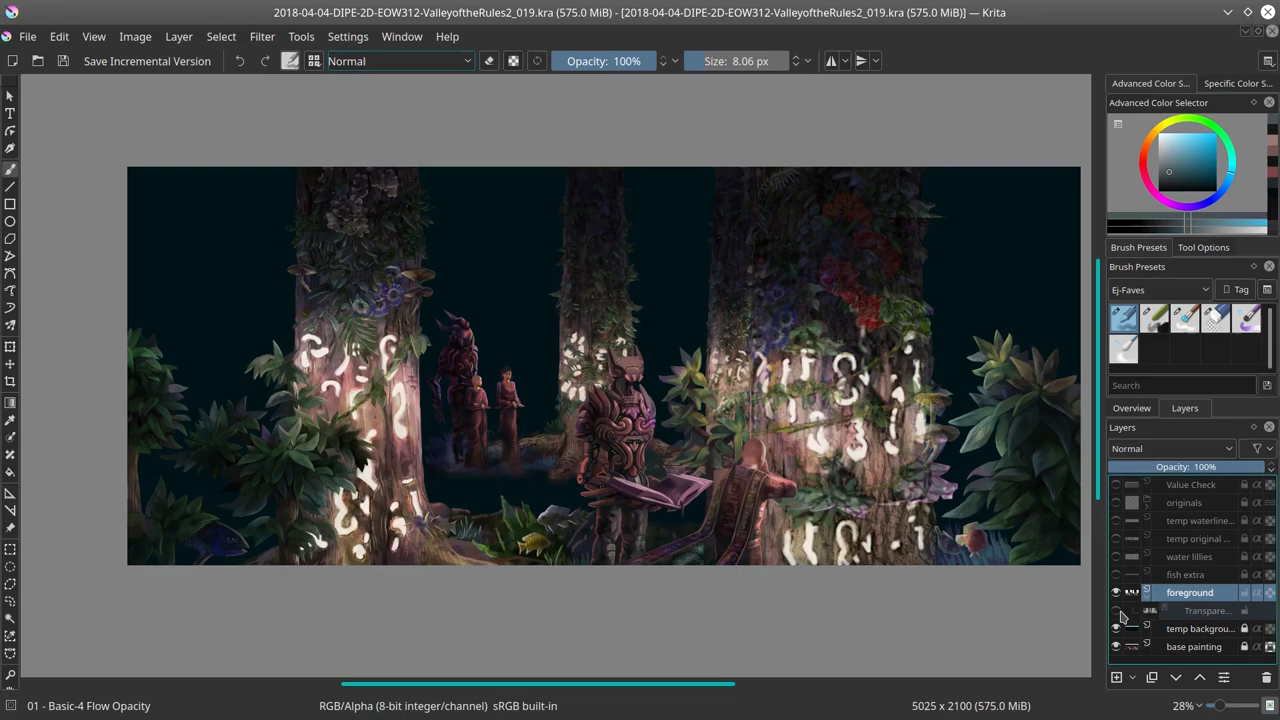 2018-04-04-DIPE-2D-EOW312-ValleyoftheRules2_019.kra (575.0 MiB) - [2018-04-04-DIPE-2D-EOW312-ValleyoftheRules2_019.kra (575.0 MiB)] — Krita
File Edit View Image Layer Select Filter Tools Settings Window Help
Save Incremental Version Normal Opacity: 100% Size: 8.06 px
Advanced Color S... Specific Color S...
Advanced Color Selector
Brush Presets Tool Options
Brush Presets
Ej-Faves Tag
Search
Overview Layers
Layers
Normal
Opacity: 100%
Value Check
originals
temp waterline...
temp original ...
water lillies
fish extra
foreground
Transpare...
temp backgrou...
base painting
01 - Basic-4 Flow Opacity RGB/Alpha (8-bit integer/channel) sRGB built-in 5025 x 2100 (575.0 MiB) 28%